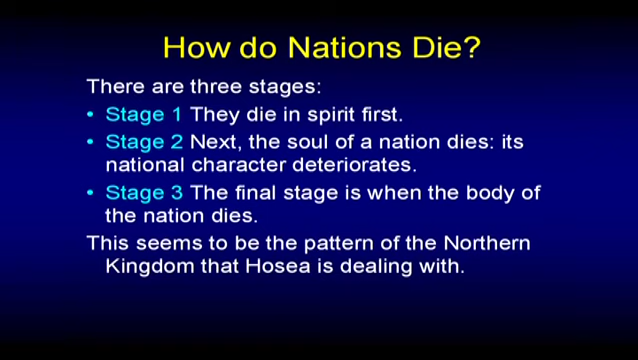 How do Nations Die?
There are three stages:
• Stage 1 They die in spirit first.
• Stage 2 Next, the soul of a nation dies: its
national character deteriorates.
• Stage 3 The final stage is when the body of
the nation dies.
This seems to be the pattern of the Northern
Kingdom that Hosea is dealing with.